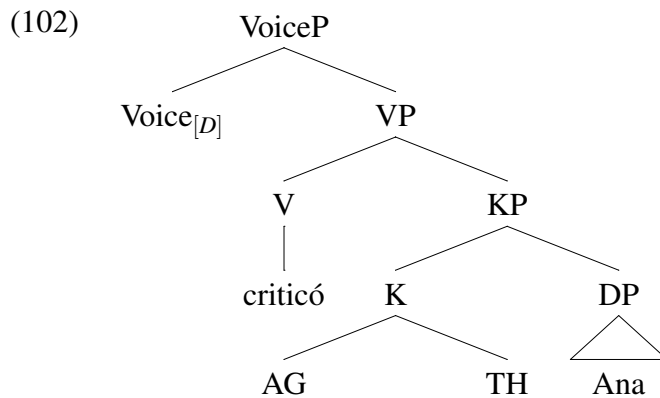 (102) VoiceP
Voice[D] VP
V KP
criticó K DP
AG TH Ana